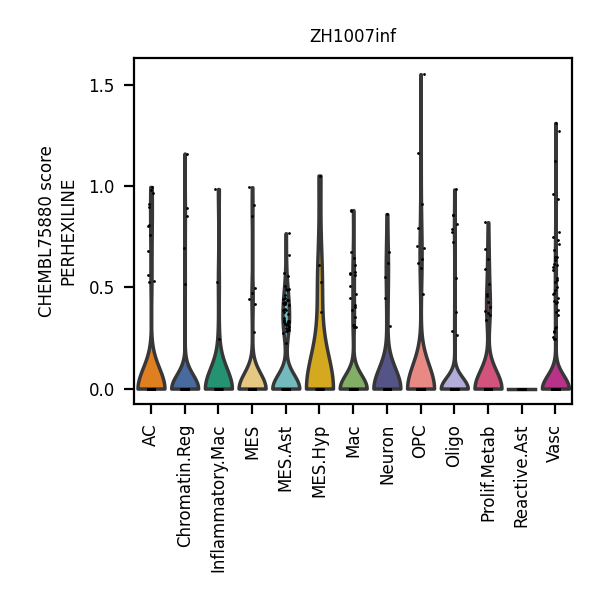 ZH1007inf
CHEMBL75880 score
PERHEXILINE
1.5
1.0
0.5
0.0
AC
Chromatin.Reg
Inflammatory.Mac
MES
MES.Ast
MES.Hyp
Mac
Neuron
OPC
Oligo
Prolif.Metab
Reactive.Ast
Vasc